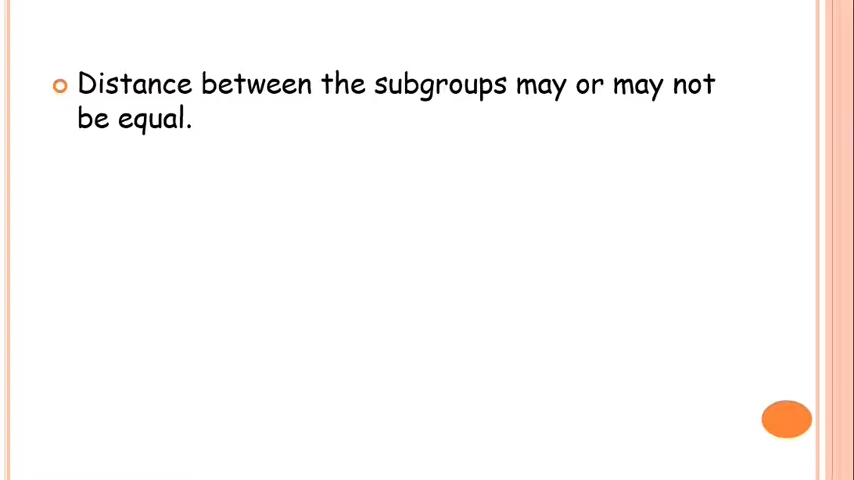 Distance between the subgroups may or may not
be equal.